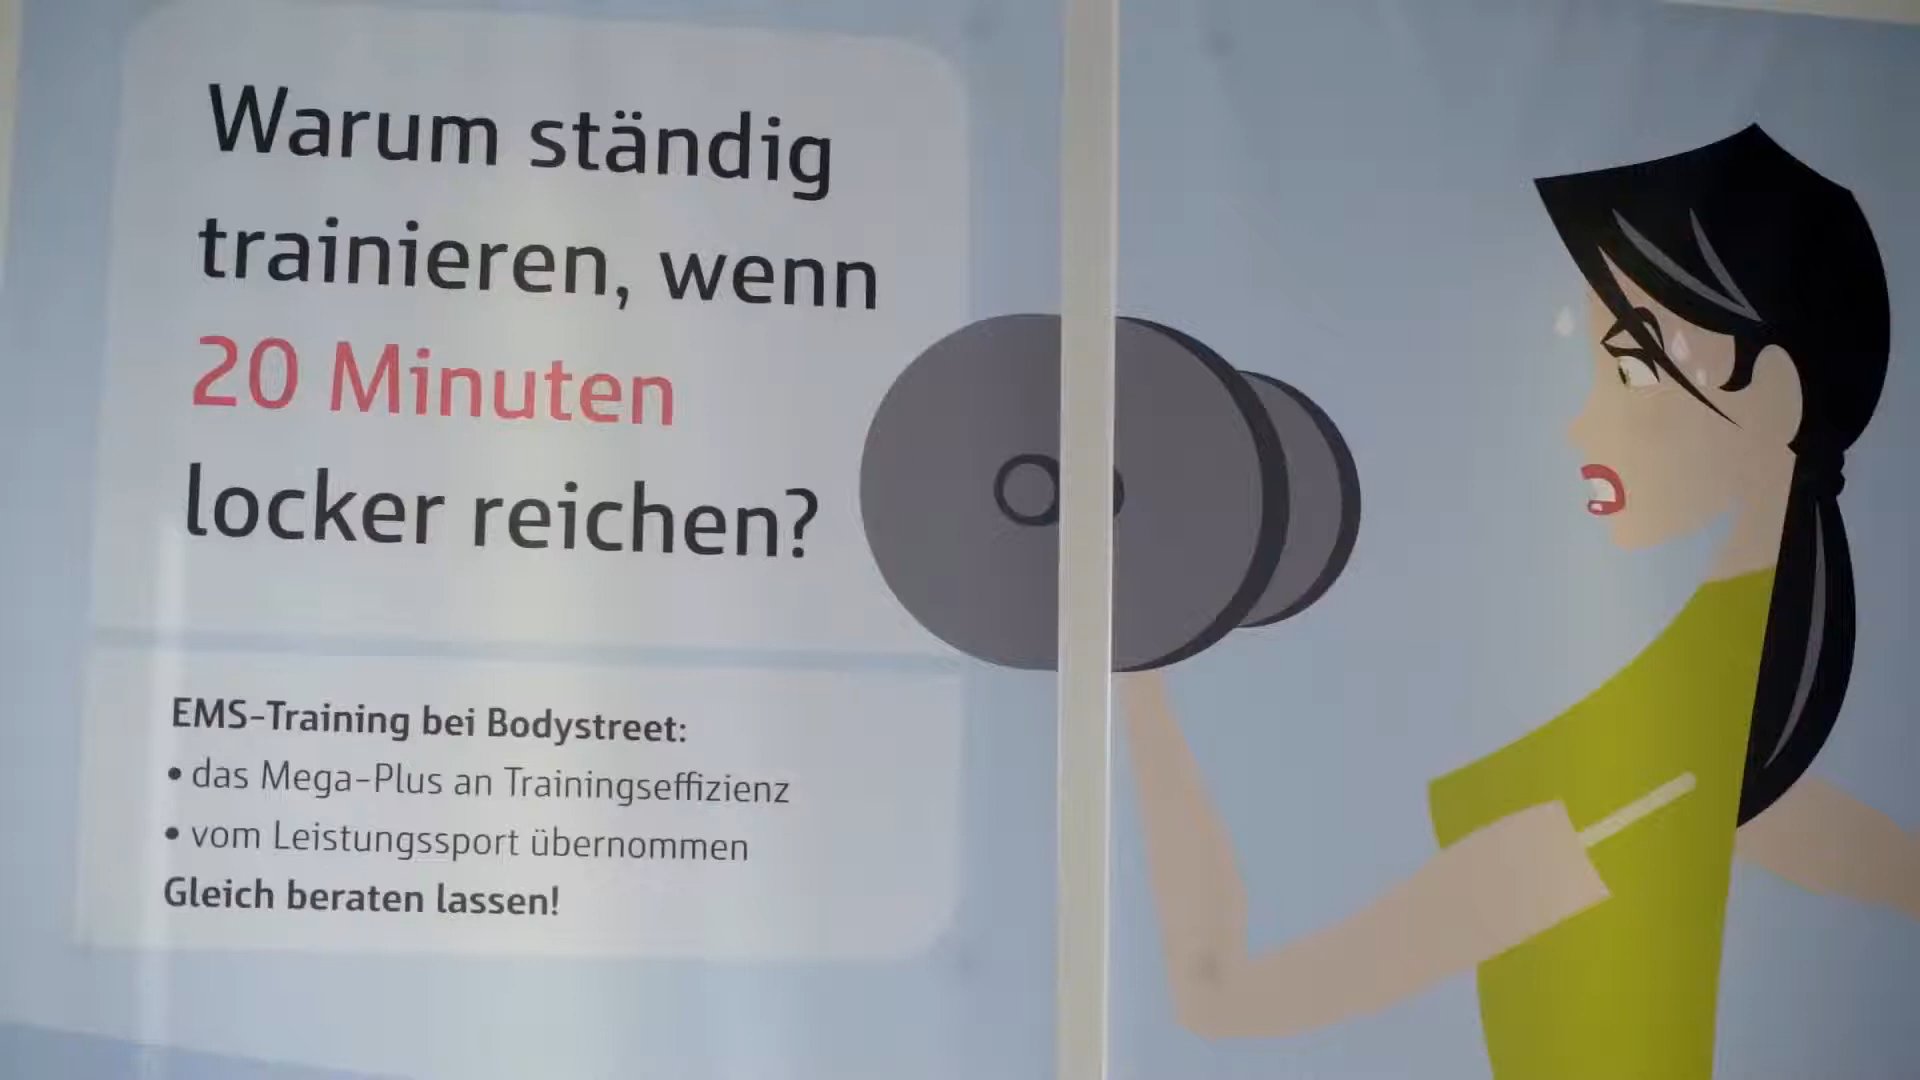 Warum ständig
trainieren, wenn
20 Minuten
locker reichen?
EMS-Training bei Bodystreet:
• das Mega-Plus an Trainingseffizienz
• vom Leistungssport übernommen
Gleich beraten lassen!